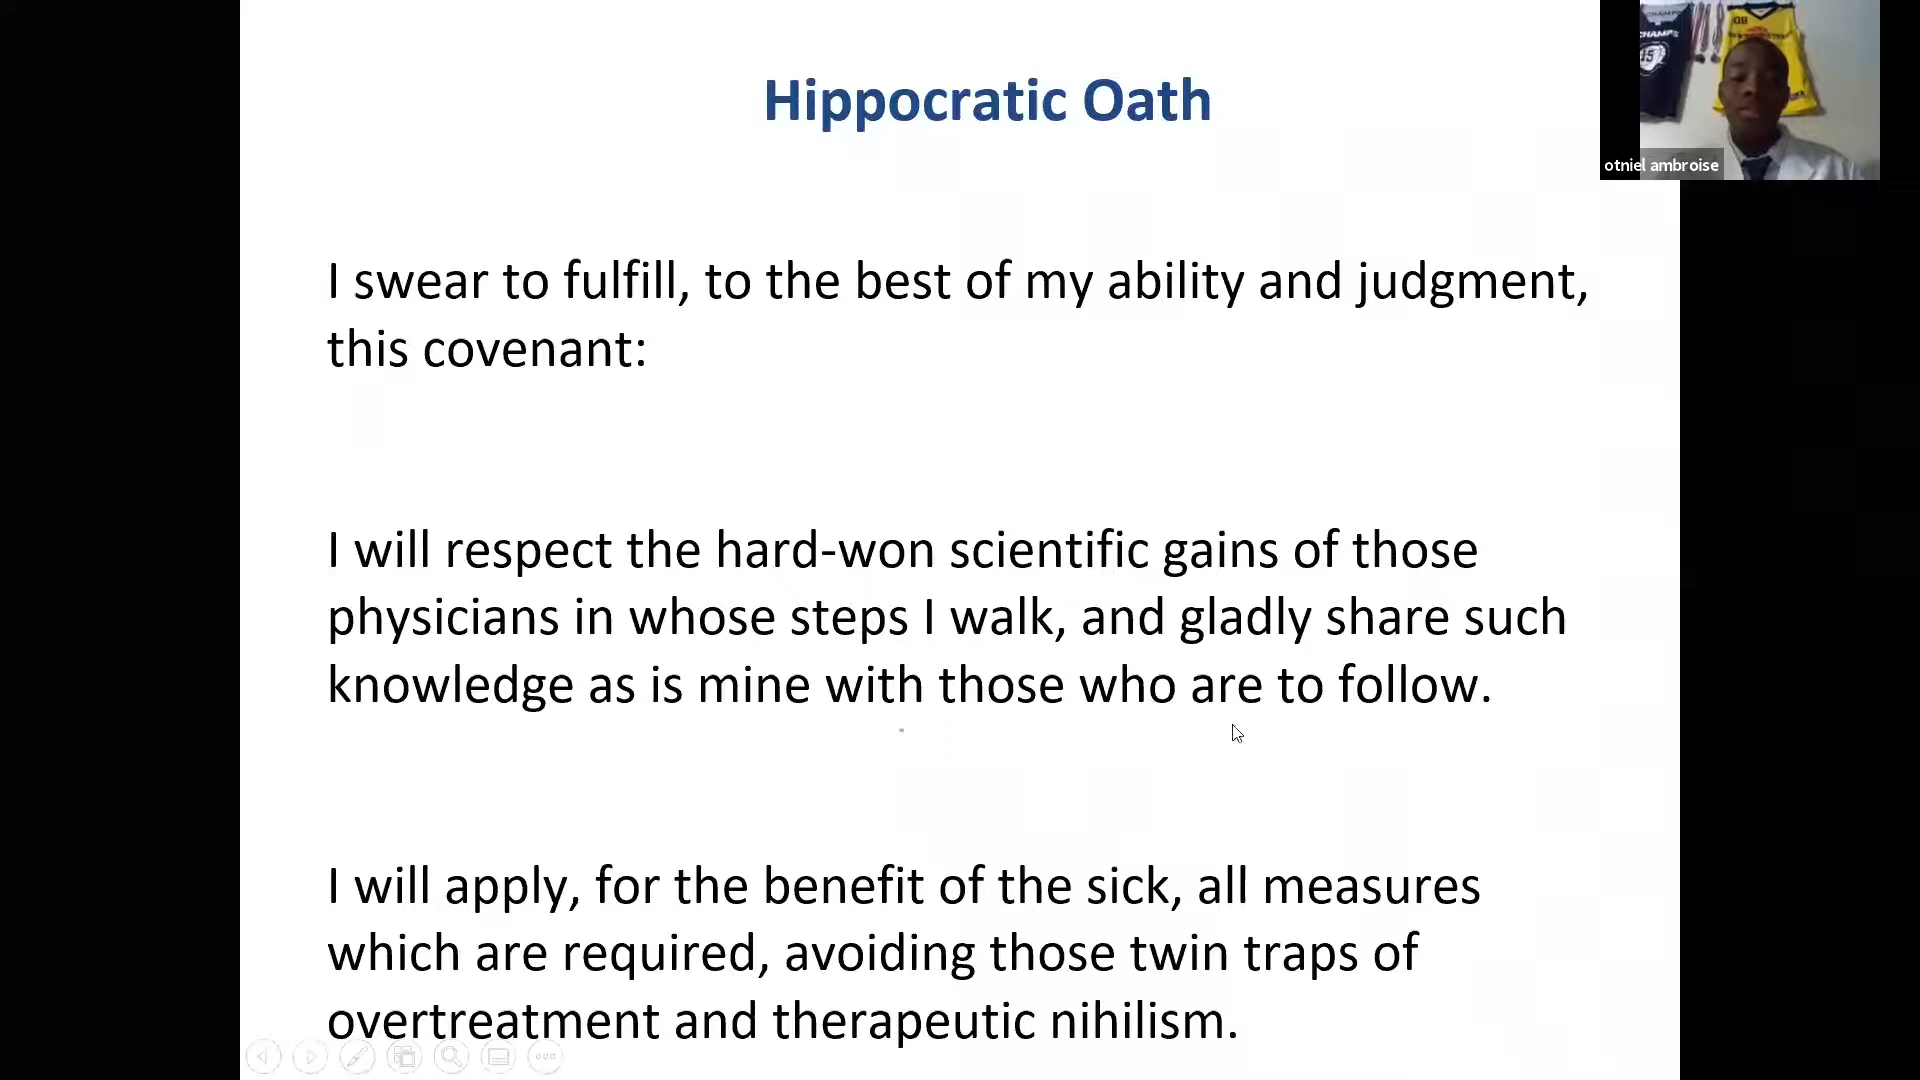 Hippocratic Oath
I swear to fulfill, to the best of my ability and judgment,
this covenant:
I will respect the hard-won scientific gains of those
physicians in whose steps I walk, and gladly share such
knowledge as is mine with those who are to follow.
I will apply, for the benefit of the sick, all measures
which are required, avoiding those twin traps of
overtreatment and therapeutic nihilism.
CHAMPS
15
08
otniel ambroise